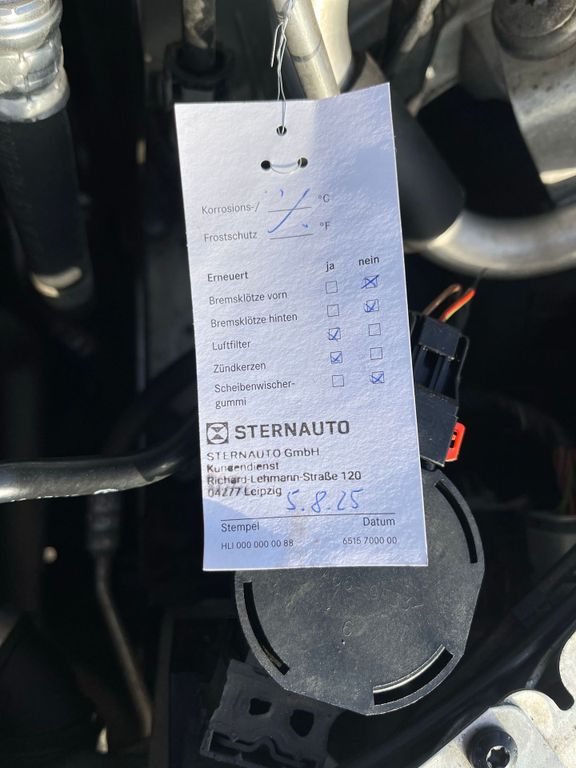 Korrosions-/ °C
Frostschutz °F
Erneuert ja nein
Bremsklötze vorn
Bremsklötze hinten
Luftfilter
Zündkerzen
Scheibenwischer-
gummi
STERNAUTO
STERNAUTO GmbH
Kundendienst
Richard-Lehmann-Straße 120
04277 Leipzig
5.8.25
Stempel Datum
HLI 000 000 00 88 6515 7000 00